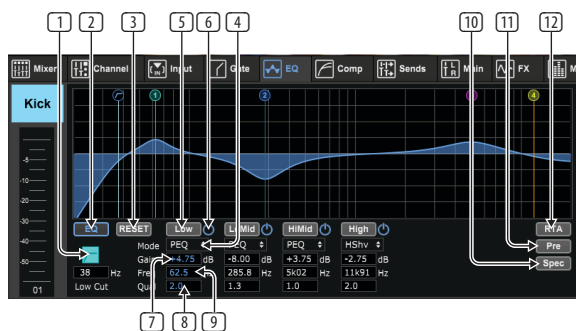 1 2 3 5 6 4 10 11 12
Mixer Channel IN Input Gate EQ Comp Sends L R Main FX M
Kick
1 2 4
-5
-10
-20
-30
-40
-50
01
EQ RESET Low LoMid HiMid High RTA
Mode PEQ PEQ PEQ HShv Pre
Gain +4.75 dB -8.00 dB +3.75 dB -2.75 dB Spec
38 Hz Freq 62.5 285.8 Hz 5k02 Hz 11k91 Hz
Low Cut Qual 2.0 1.3 1.0 2.0
7 8 9